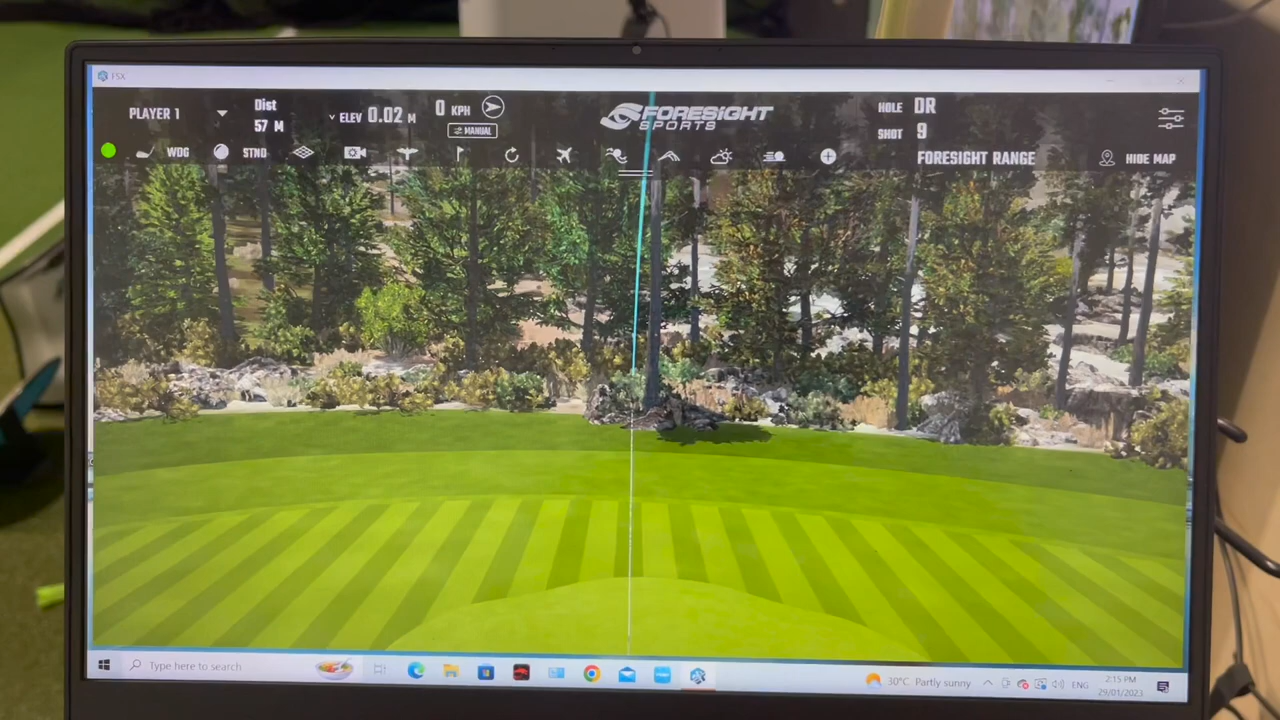 FSX
PLAYER 1
Dist
57 M
ELEV 0.02 M
0 KPH
MANUAL
FORESIGHT
SPORTS
HOLE DR
SHOT 9
WDG
STND
FORESIGHT RANGE
HIDE MAP
Type here to search
30°C Partly sunny
ENG
2:15 PM
29/01/2023